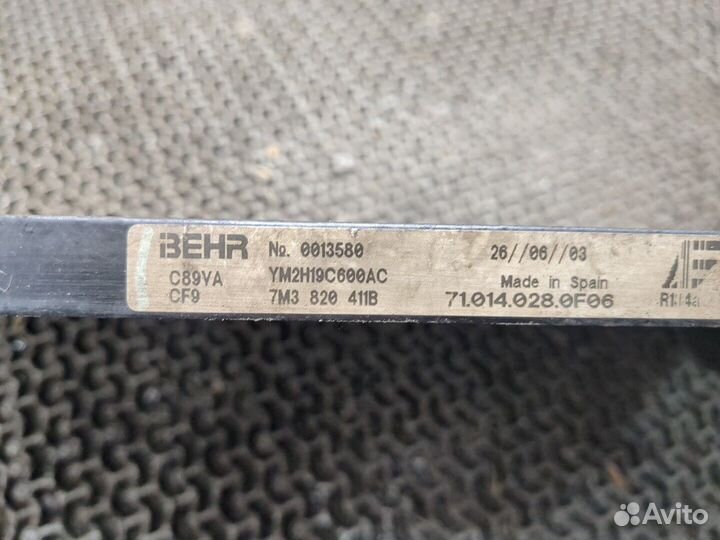 BEHR No. 0013580 26//06//03
C89VA YM2H19C600AC Made in Spain
CF9 7M3 820 411B 71.014.028.0F06
Avito